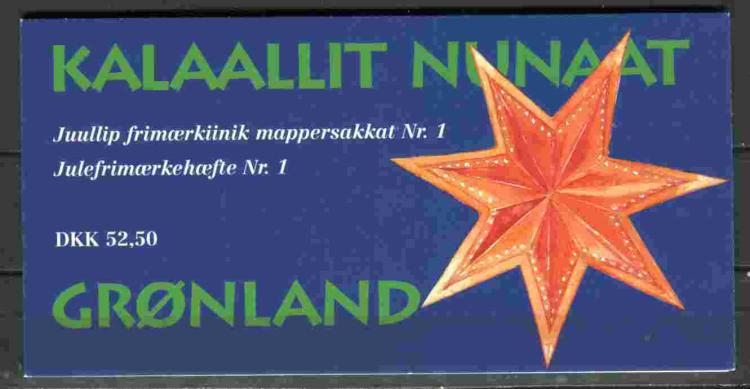 KALAALLIT NUNAAT
Juullip frimærkiinik mappersakkat Nr. 1
Julefrimærkehæfte Nr. 1
DKK 52,50
GRØNLAND